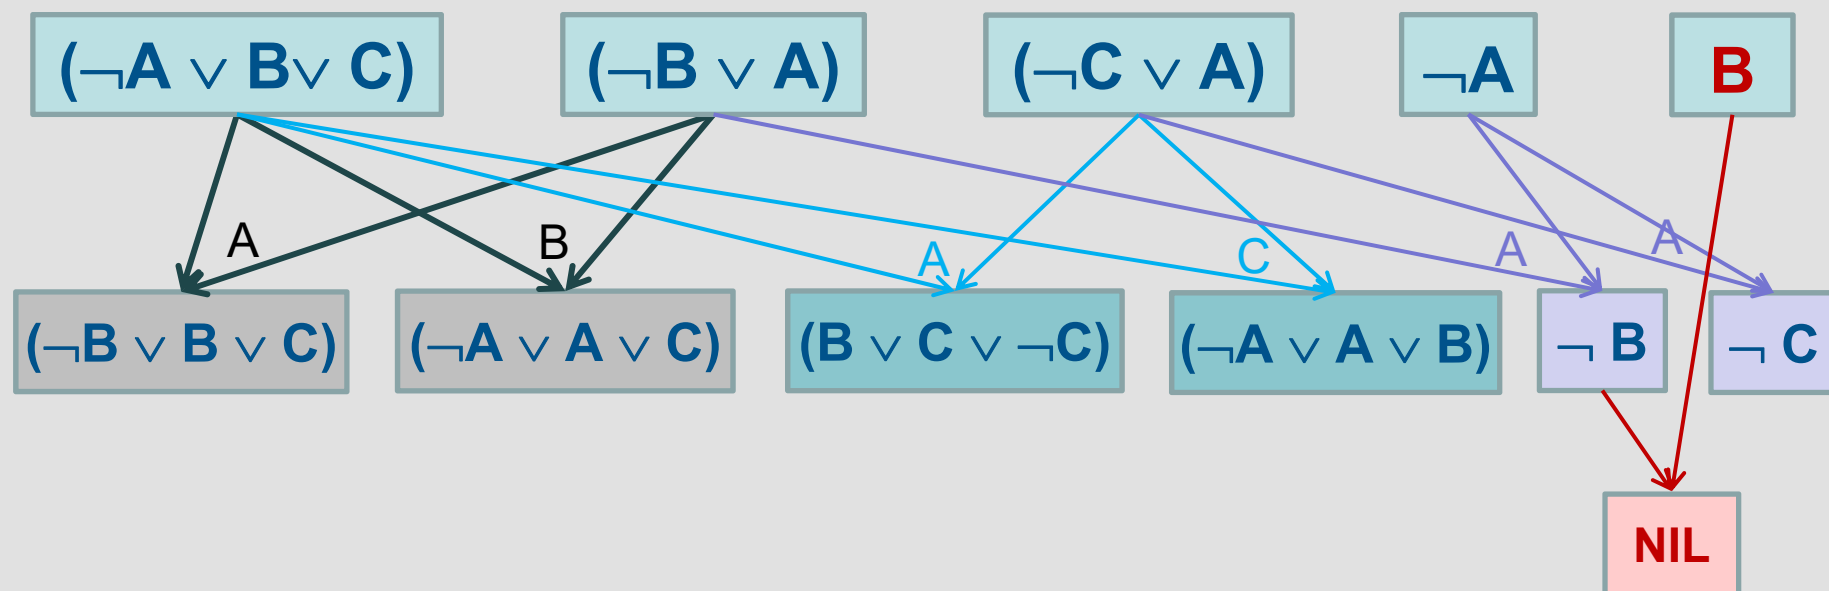 (¬A ∨ B∨ C) (¬B ∨ A) (¬C ∨ A) ¬A B
A B A C A A
(¬B ∨ B ∨ C) (¬A ∨ A ∨ C) (B ∨ C ∨ ¬C) (¬A ∨ A ∨ B) ¬ B ¬ C
NIL